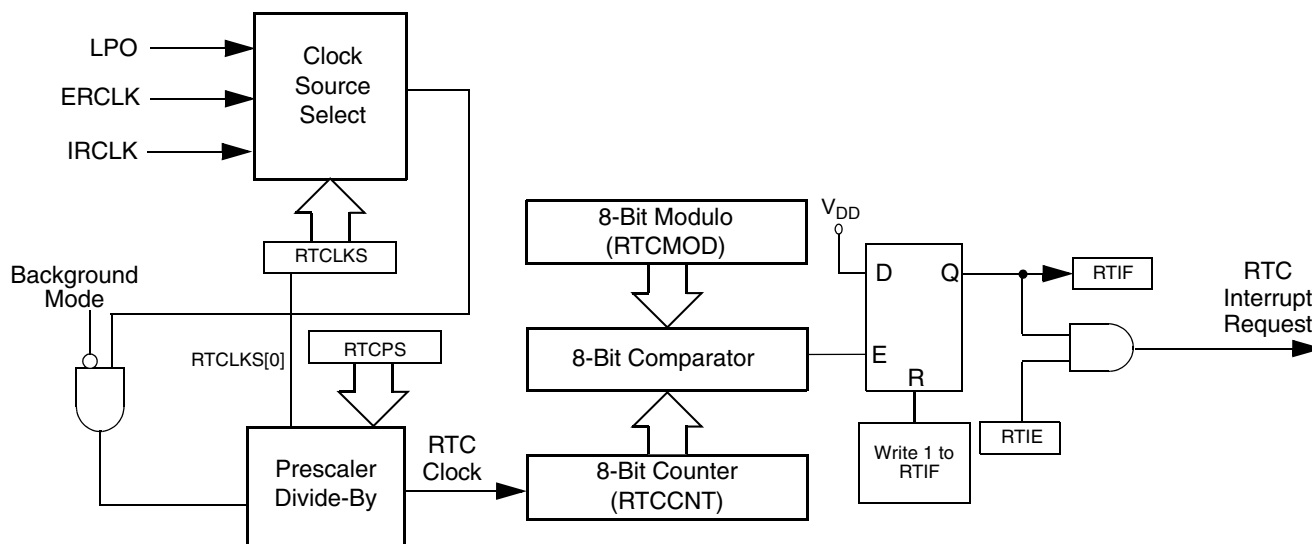 LPO
ERCLK
IRCLK
Clock
Source
Select
RTCLKS
Background
Mode
RTCLKS[0]
RTCPS
Prescaler
Divide-By
RTC
Clock
8-Bit Modulo
(RTCMOD)
8-Bit Comparator
8-Bit Counter
(RTCCNT)
VDD
D
Q
E
R
Write 1 to
RTIF
RTIF
RTIE
RTC
Interrupt
Request